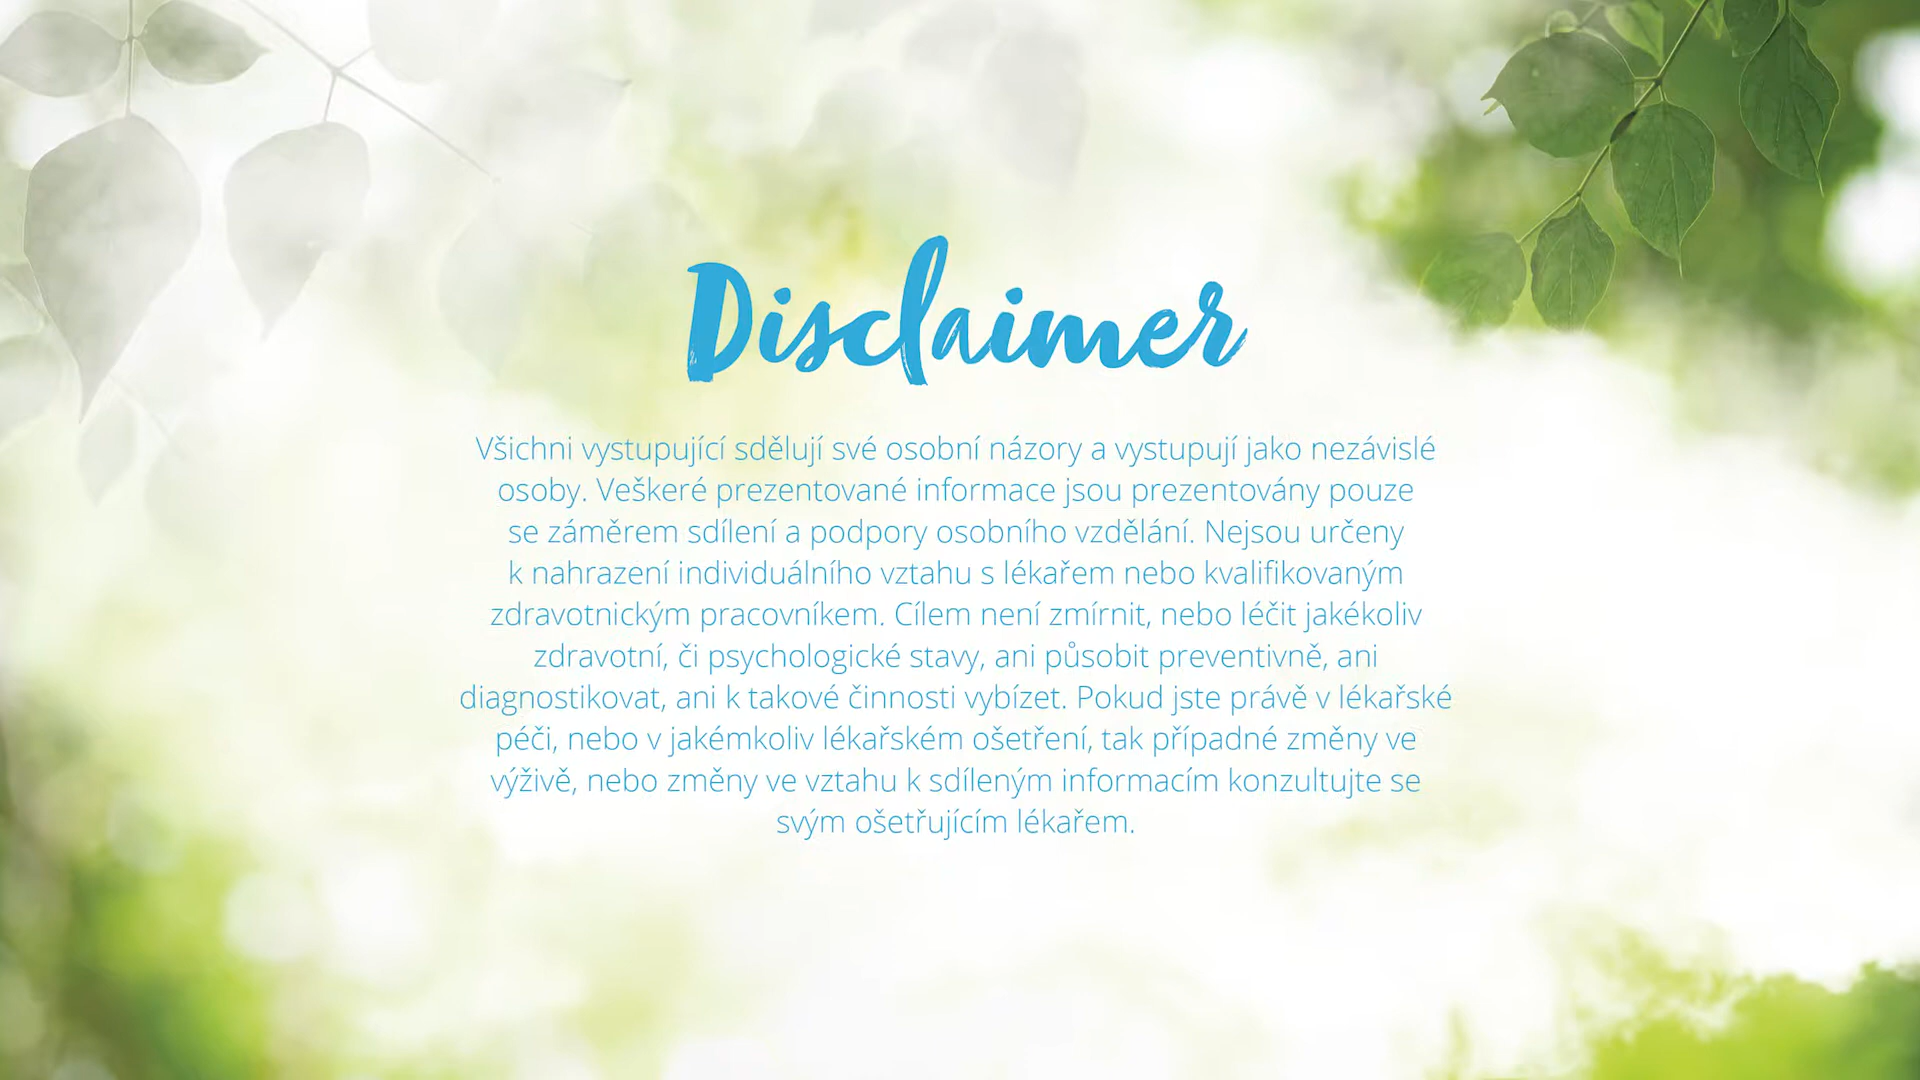 Disclaimer
Všichni vystupující sdělují své osobní názory a vystupují jako nezávislé
osoby. Veškeré prezentované informace jsou prezentovány pouze
se záměrem sdílení a podpory osobního vzdělání. Nejsou určeny
k nahrazení individuálního vztahu s lékařem nebo kvalifikovaným
zdravotnickým pracovníkem. Cílem není zmírnit, nebo léčit jakékoliv
zdravotní, či psychologické stavy, ani působit preventivně, ani
diagnostikovat, ani k takové činnosti vybízet. Pokud jste právě v lékařské
péči, nebo v jakémkoliv lékařském ošetření, tak případné změny ve
výživě, nebo změny ve vztahu k sdíleným informacím konzultujte se
svým ošetřujícím lékařem.